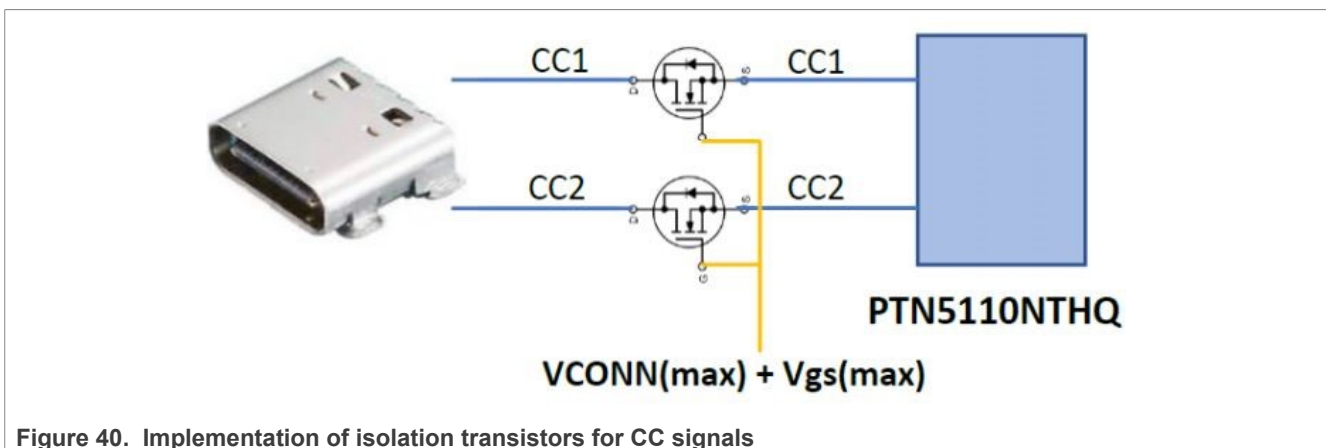 CC1
CC1
D
S
CC2
CC2
D
S
G
PTN5110NTHQ
VCONN(max) + Vgs(max)
Figure 40. Implementation of isolation transistors for CC signals